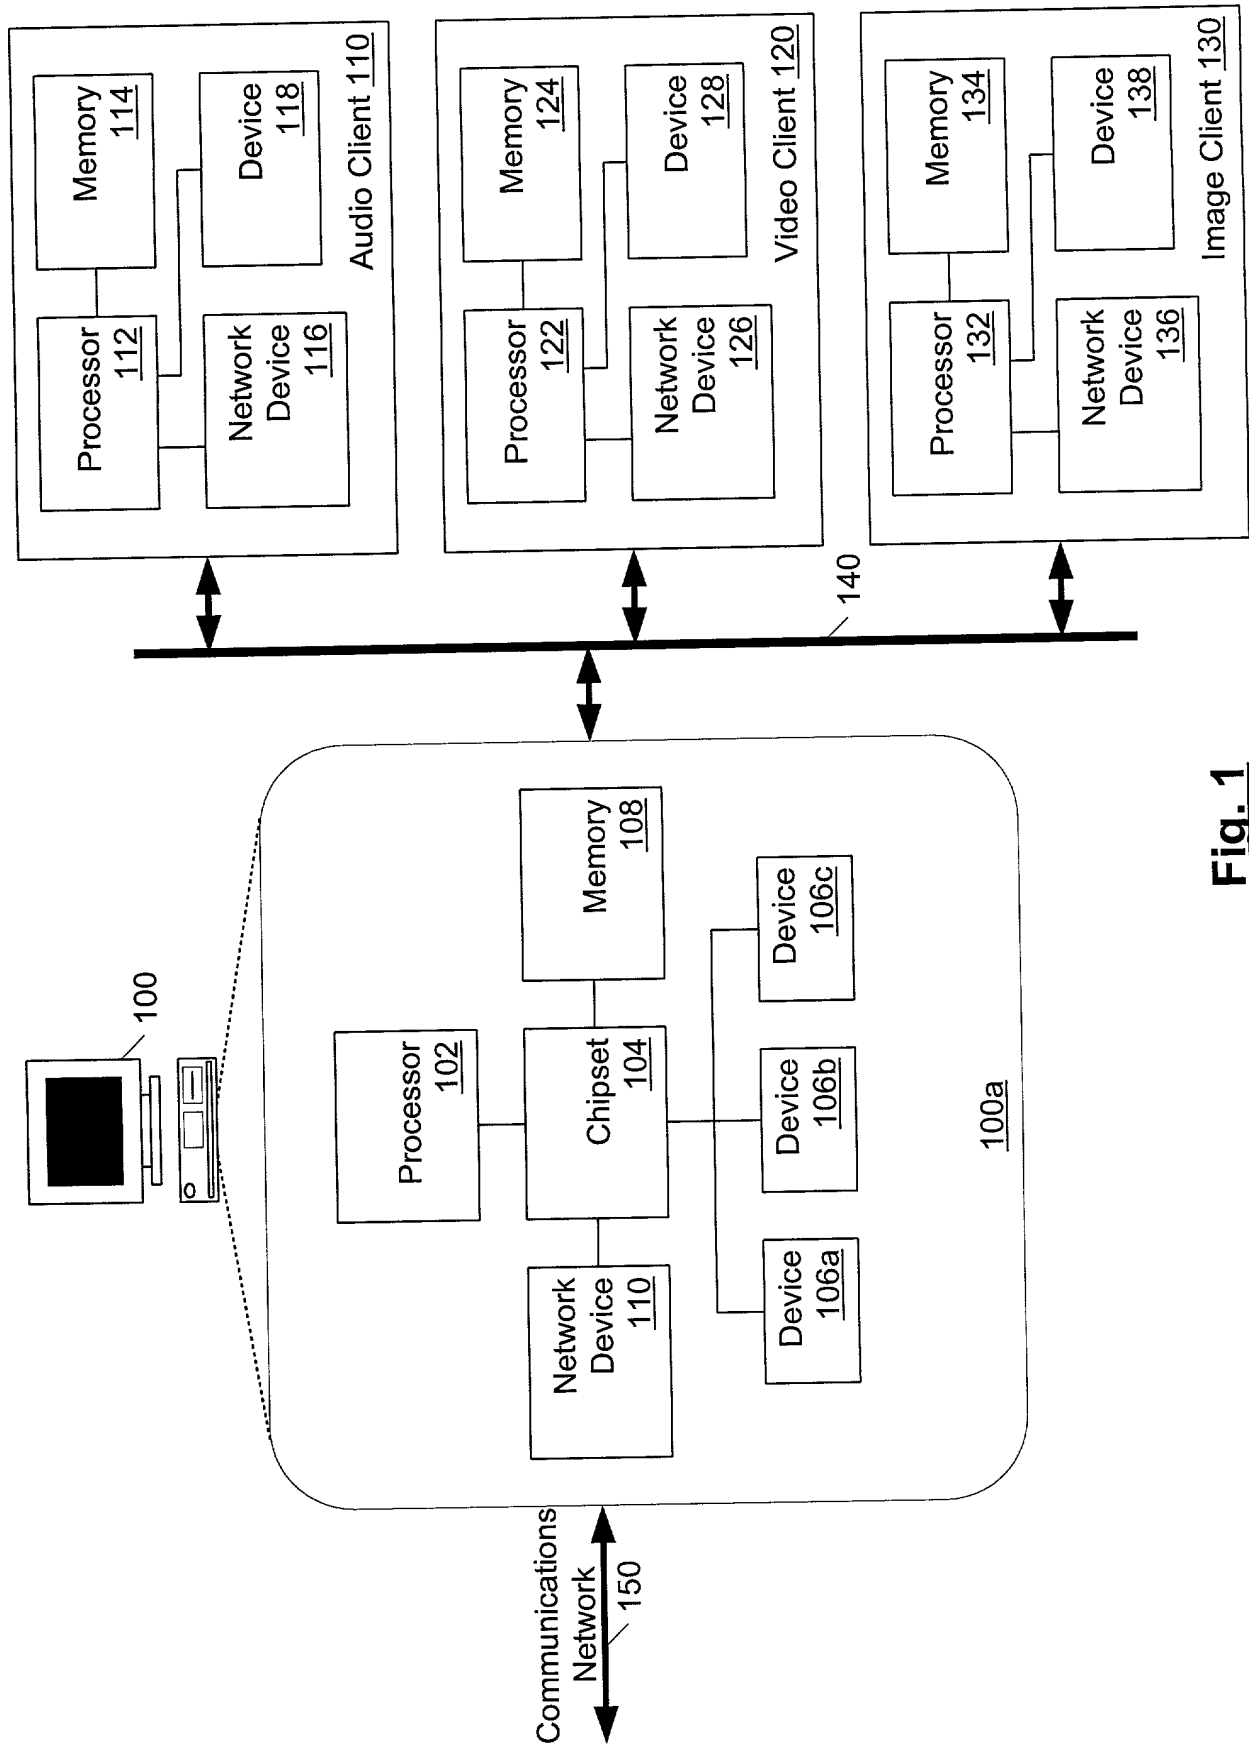 100
Communications
Network
150
Processor
102
Network
Device
110
Chipset
104
Memory
108
Device
106a
Device
106b
Device
106c
100a
140
Processor
112
Memory
114
Network
Device
116
Device
118
Audio Client 110
Processor
122
Memory
124
Network
Device
126
Device
128
Video Client 120
Processor
132
Memory
134
Network
Device
136
Device
138
Image Client 130
Fig. 1